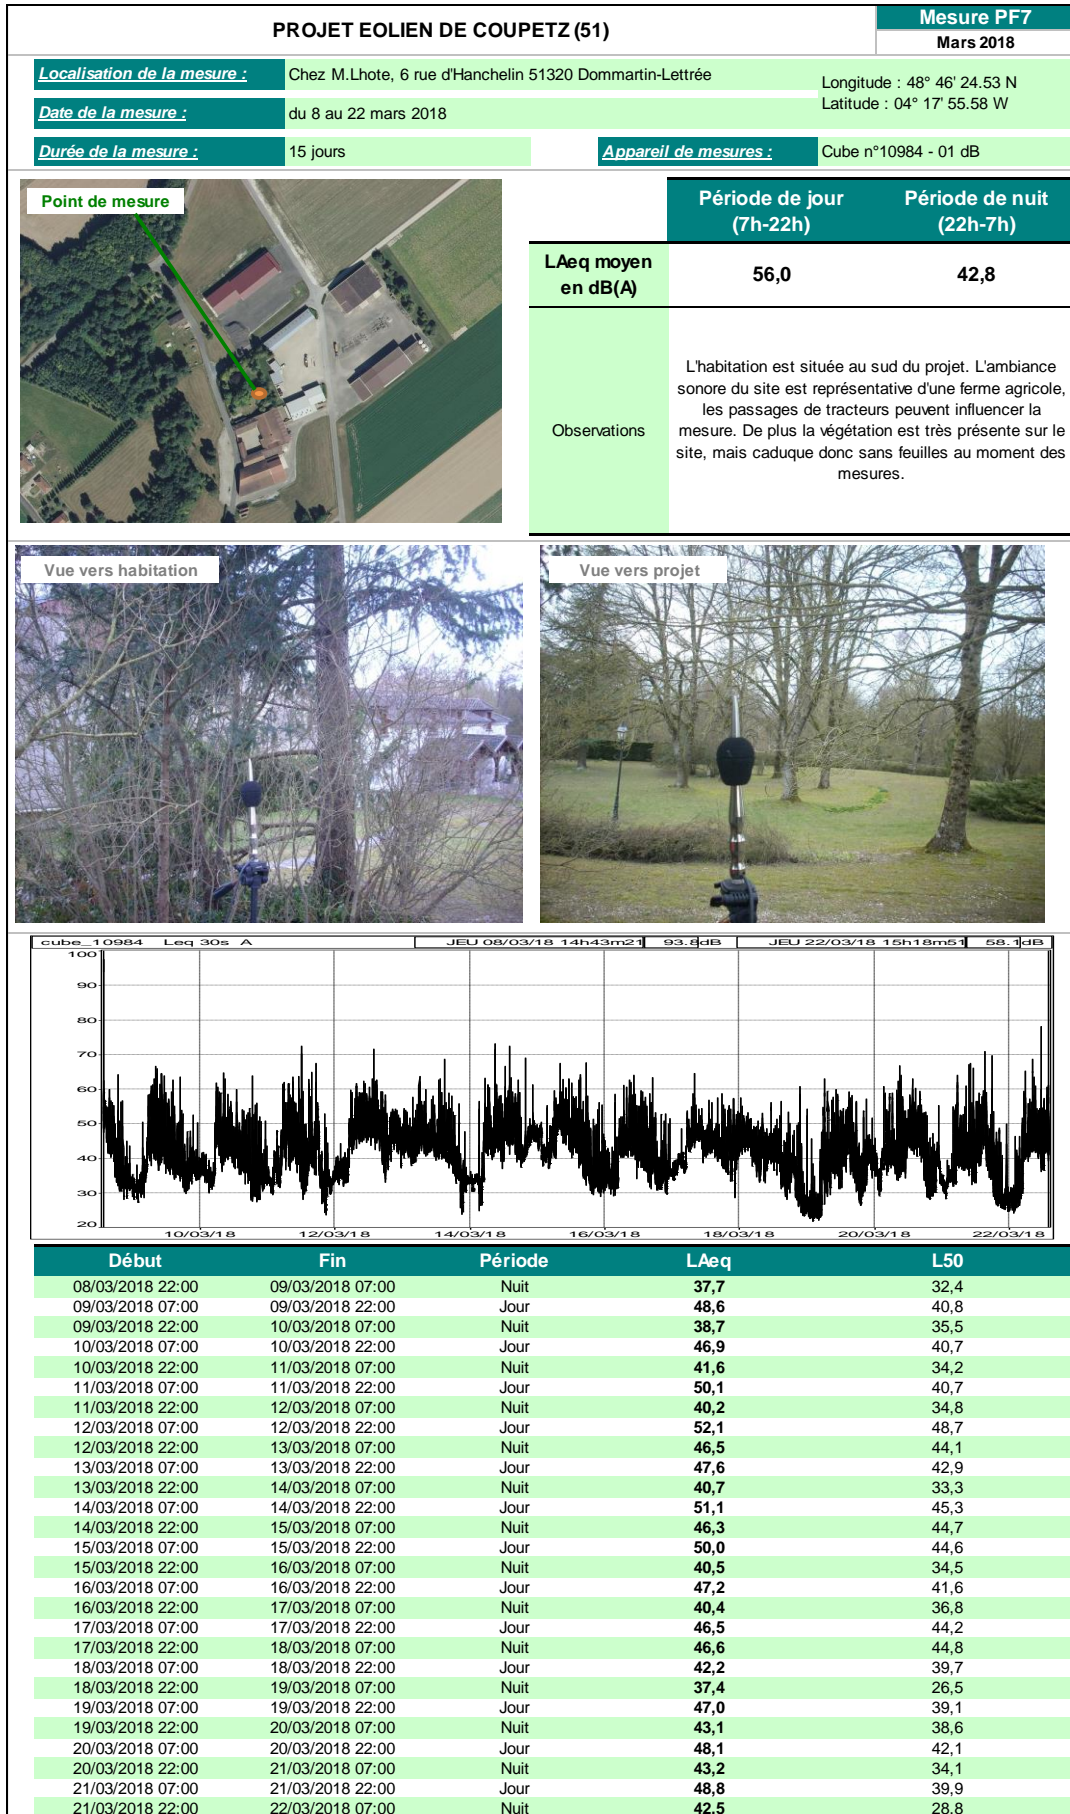 PROJET EOLIEN DE COUPETZ (51)
Mesure PF7
Mars 2018
Localisation de la mesure :
Chez M.Lhote, 6 rue d'Hanchelin 51320 Dommartin-Lettrée
Longitude : 48° 46' 24.53 N
Latitude : 04° 17' 55.58 W
Date de la mesure :
du 8 au 22 mars 2018
Durée de la mesure :
15 jours
Appareil de mesures :
Cube n°10984 - 01 dB
Point de mesure
Période de jour
(7h-22h)
Période de nuit
(22h-7h)
LAeq moyen
en dB(A)
56,0
42,8
Observations
L'habitation est située au sud du projet. L'ambiance
sonore du site est représentative d'une ferme agricole,
les passages de tracteurs peuvent influencer la
mesure. De plus la végétation est très présente sur le
site, mais caduque donc sans feuilles au moment des
mesures.
Vue vers habitation
Vue vers projet
cube_10984 Leq 30s A JEU 08/03/18 14h43m21 93.8dB JEU 22/03/18 15h18m51 58.1dB
100
90
80
70
60
50
40
30
20
10/03/18 12/03/18 14/03/18 16/03/18 18/03/18 20/03/18 22/03/18
Début Fin Période LAeq L50
08/03/2018 22:00 09/03/2018 07:00 Nuit 37,7 32,4
09/03/2018 07:00 09/03/2018 22:00 Jour 48,6 40,8
09/03/2018 22:00 10/03/2018 07:00 Nuit 38,7 35,5
10/03/2018 07:00 10/03/2018 22:00 Jour 46,9 40,7
10/03/2018 22:00 11/03/2018 07:00 Nuit 41,6 34,2
11/03/2018 07:00 11/03/2018 22:00 Jour 50,1 40,7
11/03/2018 22:00 12/03/2018 07:00 Nuit 40,2 34,8
12/03/2018 07:00 12/03/2018 22:00 Jour 52,1 48,7
12/03/2018 22:00 13/03/2018 07:00 Nuit 46,5 44,1
13/03/2018 07:00 13/03/2018 22:00 Jour 47,6 42,9
13/03/2018 22:00 14/03/2018 07:00 Nuit 40,7 33,3
14/03/2018 07:00 14/03/2018 22:00 Jour 51,1 45,3
14/03/2018 22:00 15/03/2018 07:00 Nuit 46,3 44,7
15/03/2018 07:00 15/03/2018 22:00 Jour 50,0 44,6
15/03/2018 22:00 16/03/2018 07:00 Nuit 40,5 34,5
16/03/2018 07:00 16/03/2018 22:00 Jour 47,2 41,6
16/03/2018 22:00 17/03/2018 07:00 Nuit 40,4 36,8
17/03/2018 07:00 17/03/2018 22:00 Jour 46,5 44,2
17/03/2018 22:00 18/03/2018 07:00 Nuit 46,6 44,8
18/03/2018 07:00 18/03/2018 22:00 Jour 42,2 39,7
18/03/2018 22:00 19/03/2018 07:00 Nuit 37,4 26,5
19/03/2018 07:00 19/03/2018 22:00 Jour 47,0 39,1
19/03/2018 22:00 20/03/2018 07:00 Nuit 43,1 38,6
20/03/2018 07:00 20/03/2018 22:00 Jour 48,1 42,1
20/03/2018 22:00 21/03/2018 07:00 Nuit 43,2 34,1
21/03/2018 07:00 21/03/2018 22:00 Jour 48,8 39,9
21/03/2018 22:00 22/03/2018 07:00 Nuit 42,5 28,8